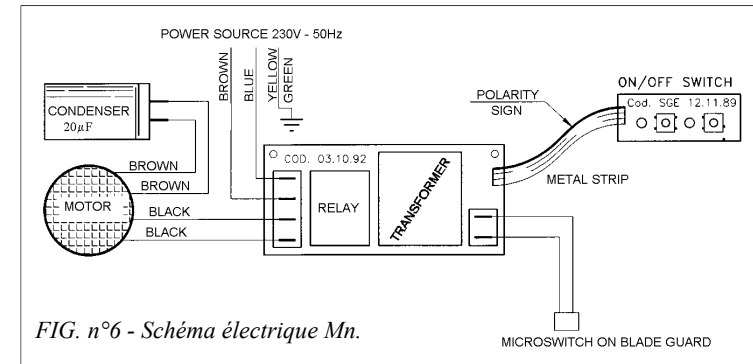 POWER SOURCE 230V - 50Hz
BROWN
BLUE
YELLOW
GREEN
CONDENSER
20μF
POLARITY
SIGN
ON/OFF SWITCH
Cod. SGE 12.11.89
BROWN
BROWN
MOTOR
BLACK
BLACK
COD. 03.10.92
RELAY
TRANSFORMER
METAL STRIP
FIG. n°6 - Schéma électrique Mn.
MICROSWITCH ON BLADE GUARD